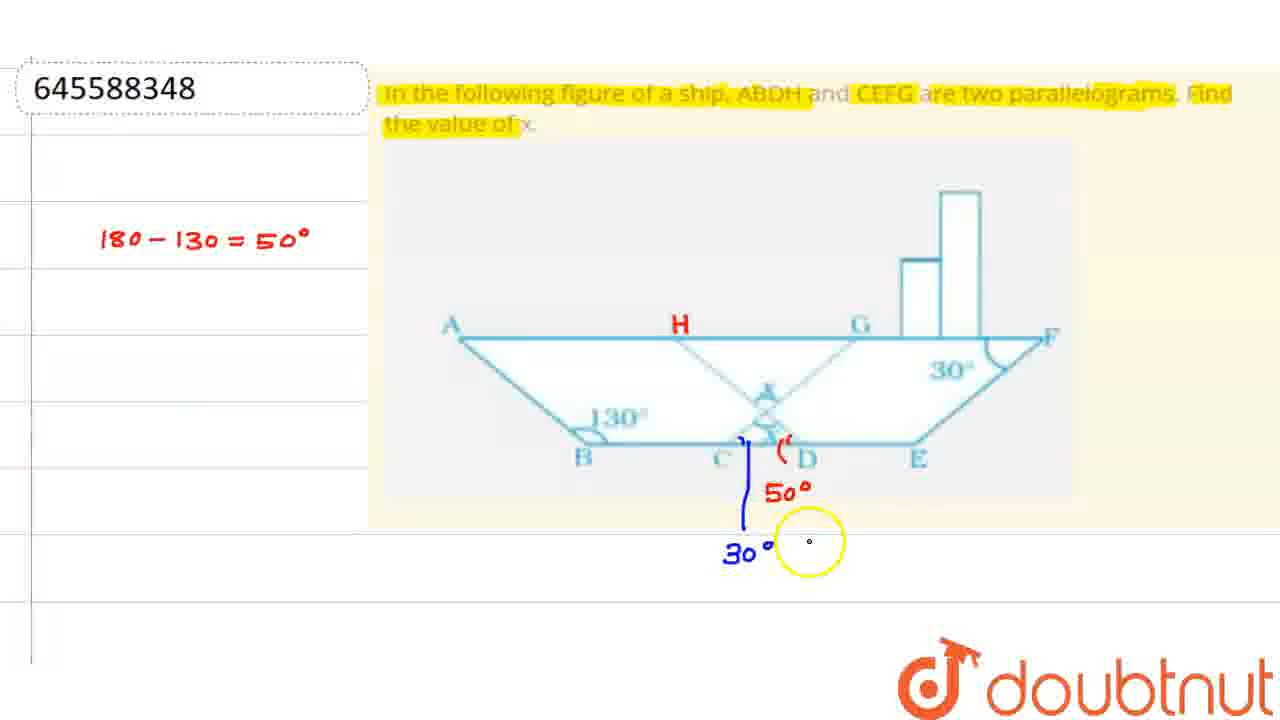 645588348
In the following figure of a ship, ABDH and CEFG are two parallelograms. Find
the value of x.
180 - 130 = 50°
A
H
G
F
30°
130°
B
C
D
E
50°
30°
doubtnut